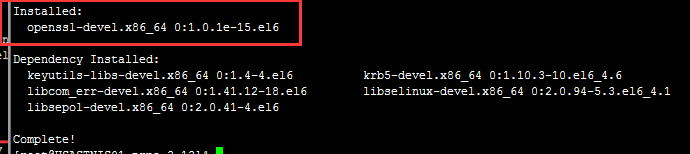 Installed:
openssl-devel.x86_64 0:1.0.1e-15.el6
Dependency Installed:
keyutils-libs-devel.x86_64 0:1.4-4.el6 krb5-devel.x86_64 0:1.10.3-10.el6_4.6
libcom_err-devel.x86_64 0:1.41.12-18.el6 libselinux-devel.x86_64 0:2.0.94-5.3.el6_4.1
libsepol-devel.x86_64 0:2.0.41-4.el6
Complete!